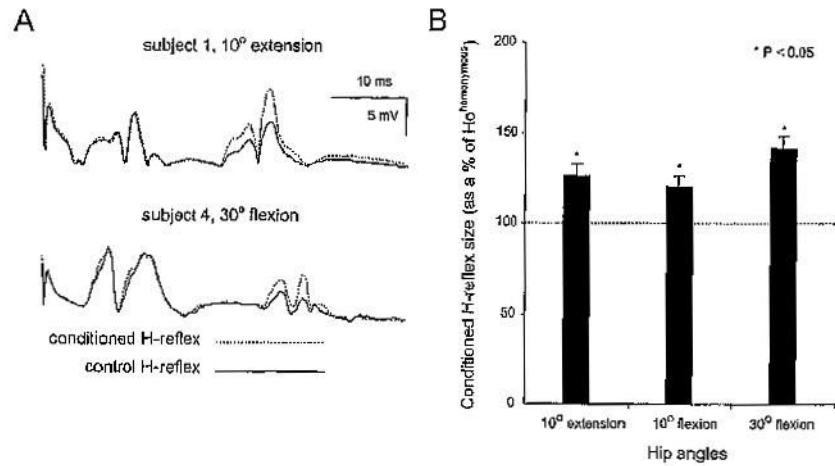 A
subject 1, 10° extension
10 ms
5 mV
subject 4, 30° flexion
conditioned H-reflex
control H-reflex
B
Conditioned H-reflex size (as a % of Ho homonymous)
* P < 0.05
200
150
100
50
0
*
*
*
10° extension
10° flexion
30° flexion
Hip angles